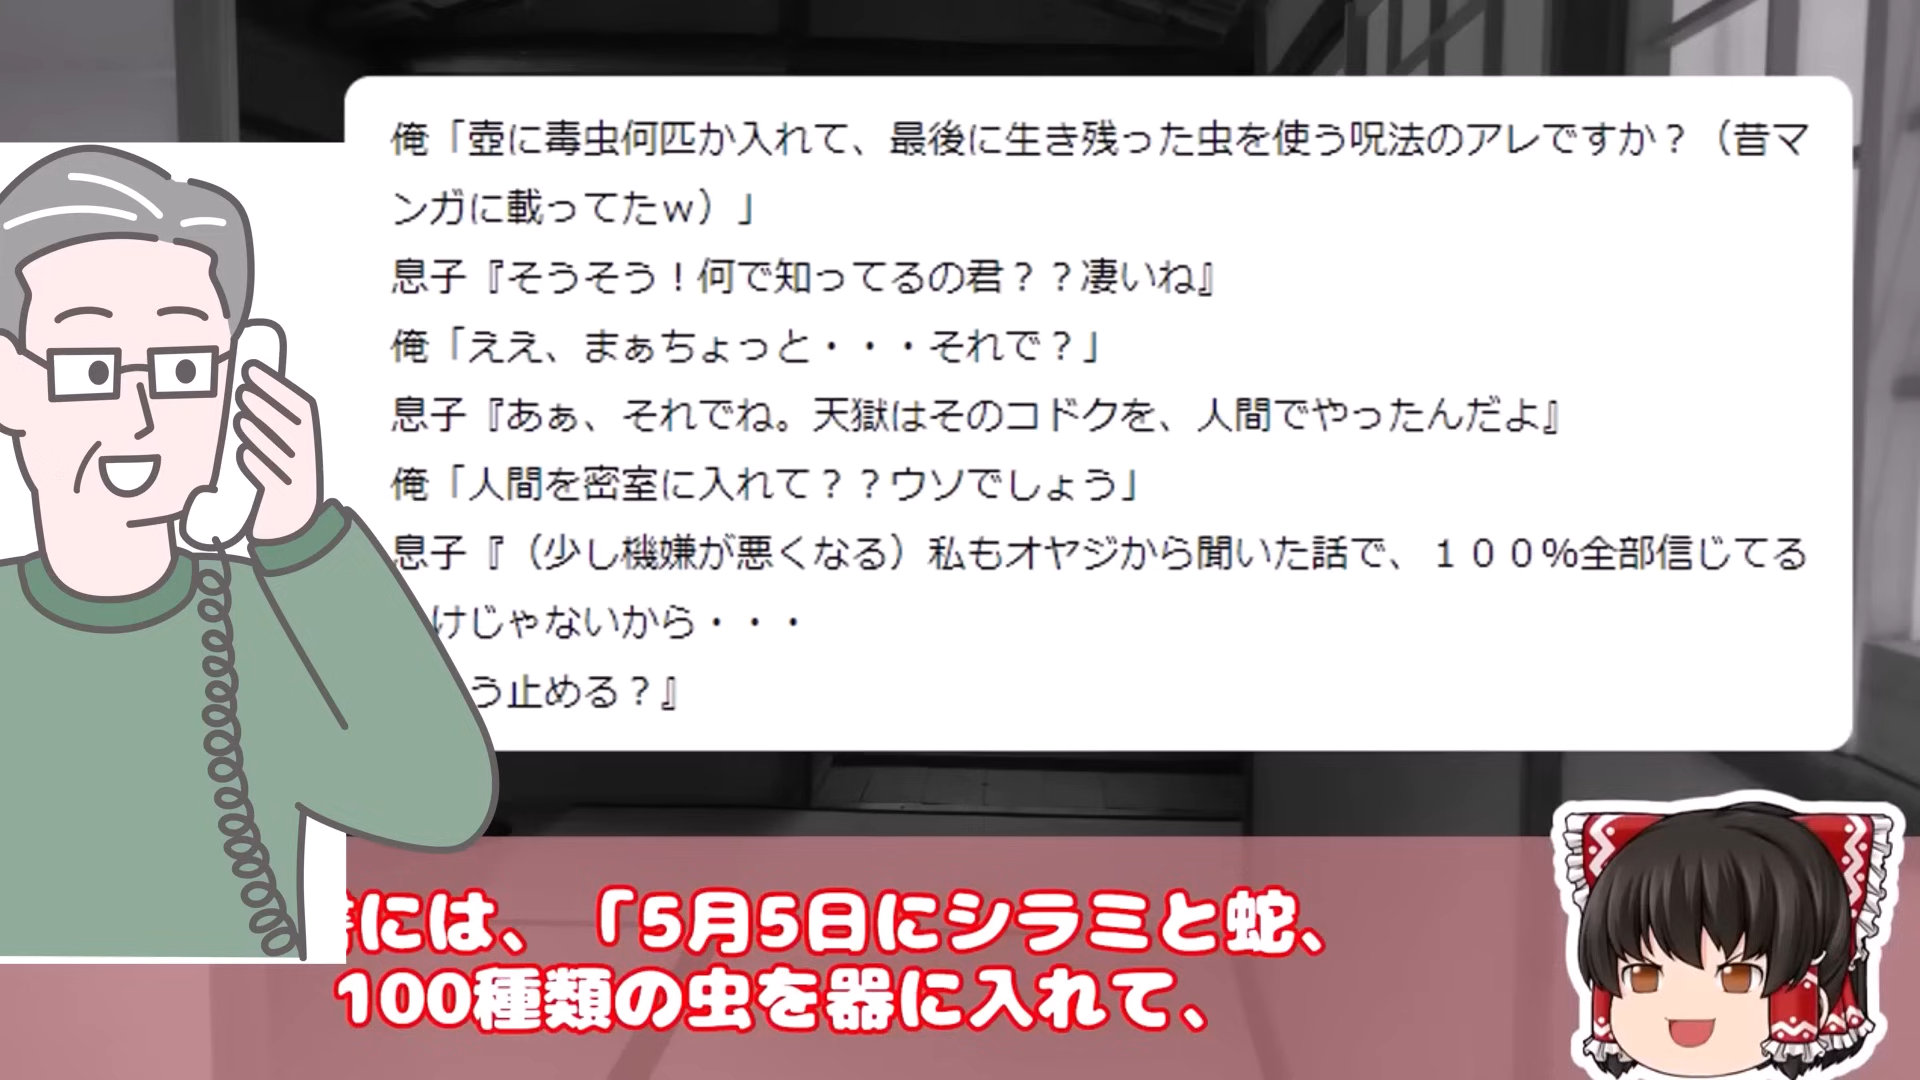 俺「壺に毒虫何匹か入れて、最後に生き残った虫を使う呪法のアレですか？（昔マ
ンガに載ってたｗ）」
息子『そうそう！何で知ってるの君？？凄いね』
俺「ええ、まぁちょっと・・・それで？」
息子『あぁ、それでね。天獄はそのコドクを、人間でやったんだよ』
俺「人間を密室に入れて？？ウソでしょう」
息子『（少し機嫌が悪くなる）私もオヤジから聞いた話で、１００％全部信じてる
けじゃないから・・・
う止める？』
には、「5月5日にシラミと蛇、
100種類の虫を器に入れて、